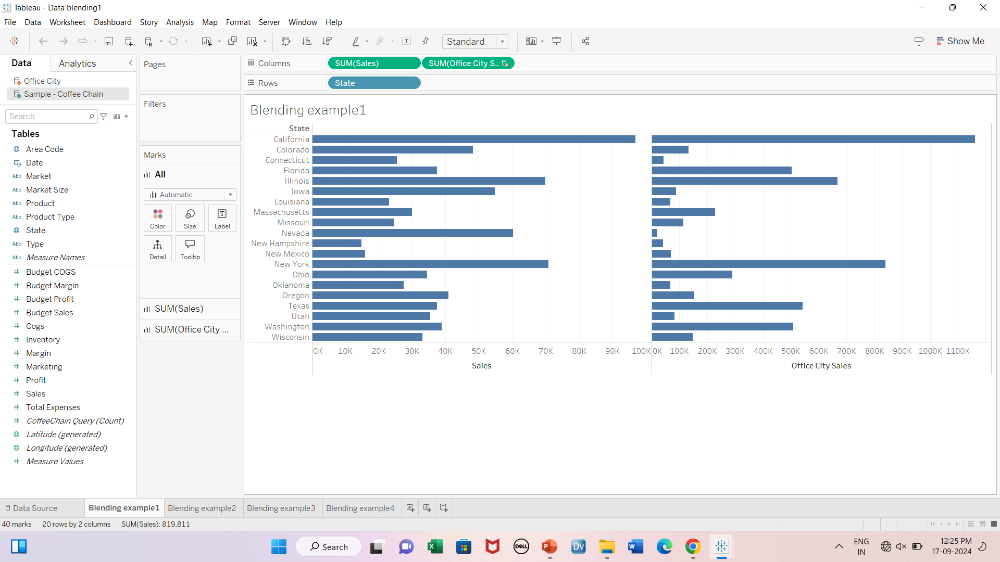 Tableau - Data blending1
File Data Worksheet Dashboard Story Analysis Map Format Server Window Help
Standard
Show Me
Data
Analytics
Office City
Sample - Coffee Chain
Search
Tables
Area Code
Date
Abc Market
Abc Market Size
Abc Product
Abc Product Type
State
Abc Type
Abc Measure Names
# Budget COGS
# Budget Margin
# Budget Profit
# Budget Sales
# Cogs
# Inventory
# Margin
# Marketing
# Profit
# Sales
# Total Expenses
# CoffeeChain Query (Count)
Latitude (generated)
Longitude (generated)
# Measure Values
Pages
Filters
Marks
All
Automatic
Color Size Label
Detail Tooltip
SUM(Sales)
SUM(Office City ...
Columns SUM(Sales) SUM(Office City S..
Rows State
Blending example1
State
California
Colorado
Connecticut
Florida
Illinois
Iowa
Louisiana
Massachusetts
Missouri
Nevada
New Hampshire
New Mexico
New York
Ohio
Oklahoma
Oregon
Texas
Utah
Washington
Wisconsin
0K 10K 20K 30K 40K 50K 60K 70K 80K 90K 100K 0K 100K 200K 300K 400K 500K 600K 700K 800K 900K 1000K 1100K
Sales Office City Sales
Data Source Blending example1 Blending example2 Blending example3 Blending example4
40 marks 20 rows by 2 columns SUM(Sales): 819,811
Search
X
DELL
P
Dv
W
ENG
IN
12:25 PM
17-09-2024